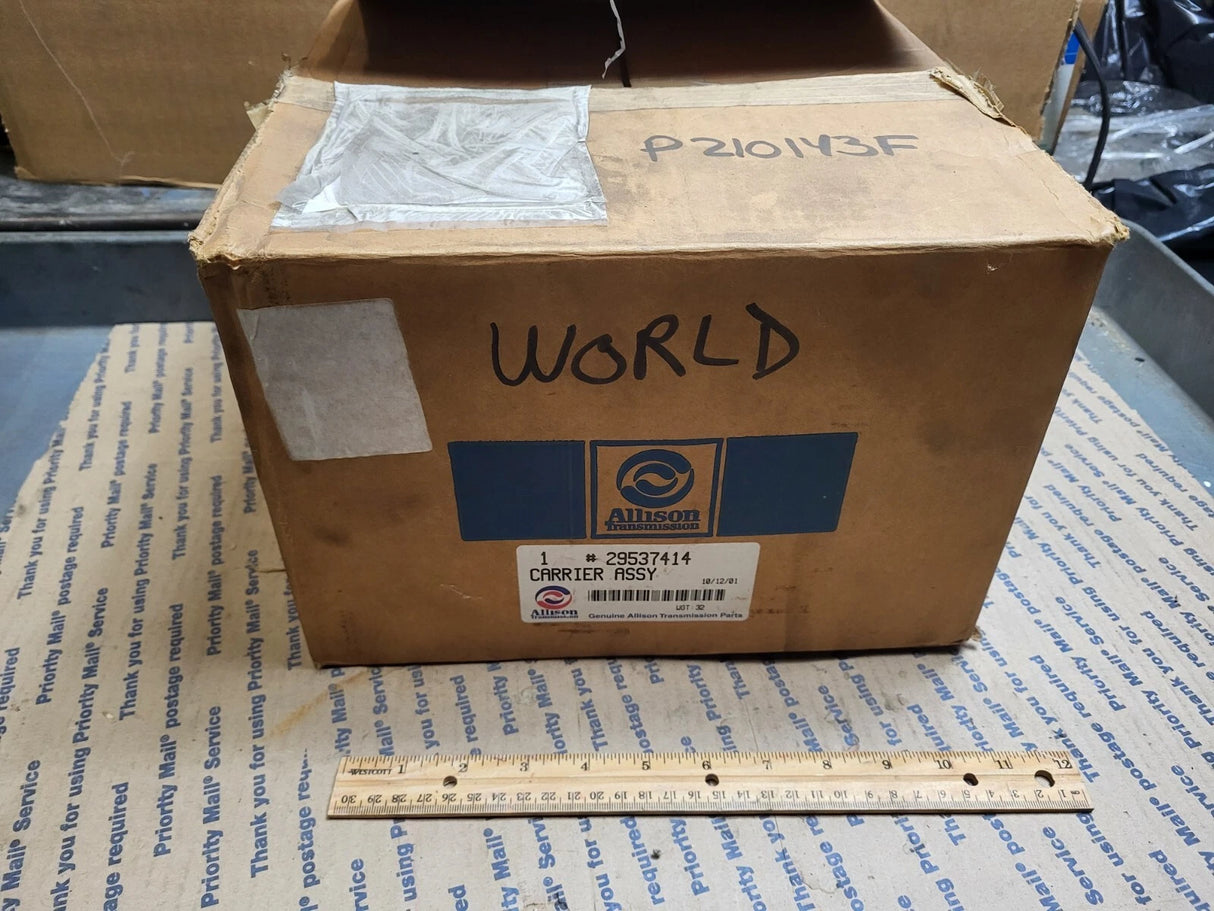 P210143F
WORLD
Allison
Transmission
1 # 29537414
CARRIER ASSY
10/12/01
WGT: 32
Allison
Transmission
Genuine Allison Transmission Parts
WESTCOTT 1 2 3 4 5 6 7 8 9 10 11 12
30 29 28 27 26 25 24 23 22 21 20 19 18 17 16 15 14 13 12 11 10 9 8 7 6 5 4 3 2 1
Thank you for using Priority Mail® Service
Priority Mail® postage required